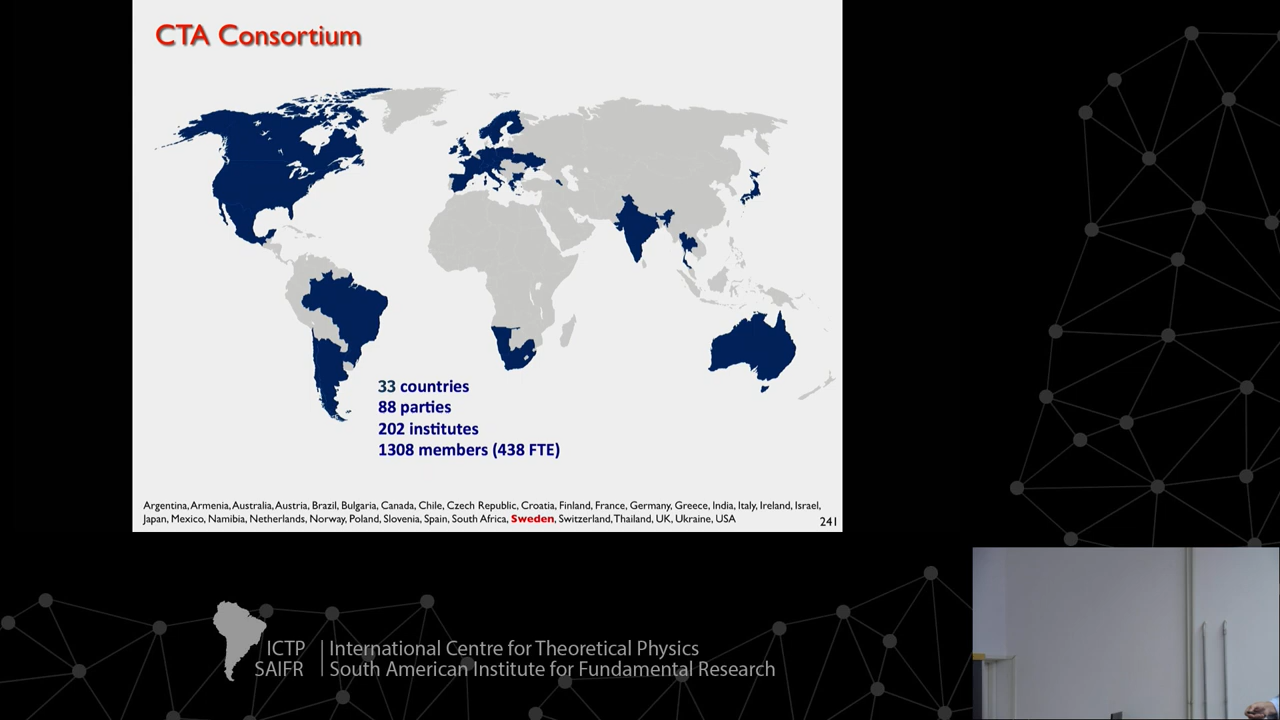 CTA Consortium
33 countries
88 parties
202 institutes
1308 members (438 FTE)
Argentina, Armenia, Australia, Austria, Brazil, Bulgaria, Canada, Chile, Czech Republic, Croatia, Finland, France, Germany, Greece, India, Italy, Ireland, Israel,
Japan, Mexico, Namibia, Netherlands, Norway, Poland, Slovenia, Spain, South Africa, Sweden, Switzerland, Thailand, UK, Ukraine, USA
241
ICTP | International Centre for Theoretical Physics
SAIFR | South American Institute for Fundamental Research